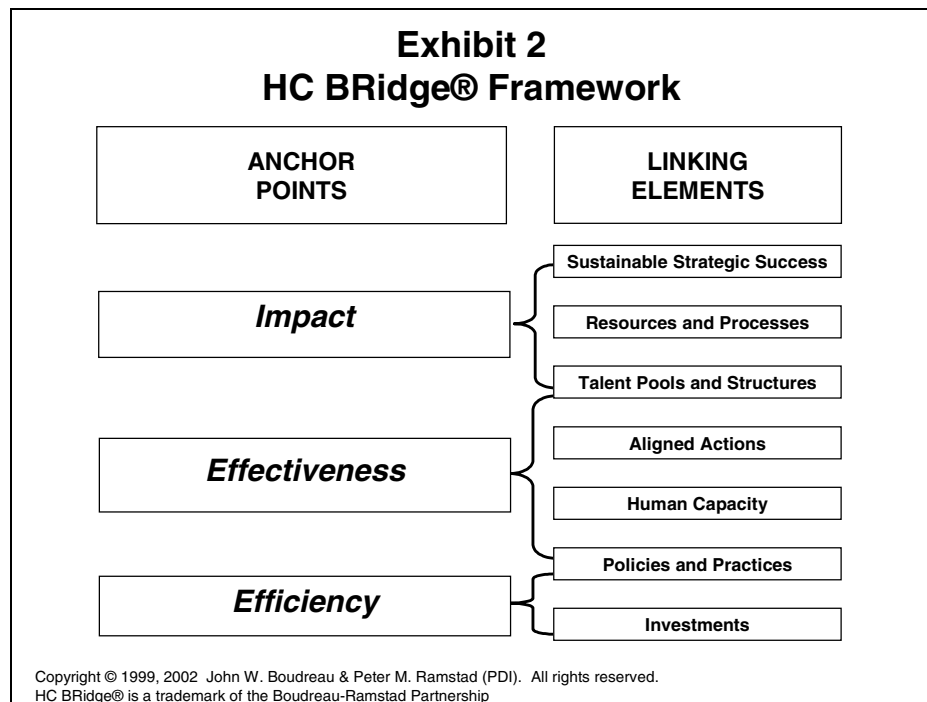 Exhibit 2
HC BRidge® Framework
ANCHOR
POINTS
LINKING
ELEMENTS
Impact
Sustainable Strategic Success
Resources and Processes
Talent Pools and Structures
Effectiveness
Aligned Actions
Human Capacity
Policies and Practices
Efficiency
Investments
Copyright © 1999, 2002 John W. Boudreau & Peter M. Ramstad (PDI). All rights reserved.
HC BRidge® is a trademark of the Boudreau-Ramstad Partnership